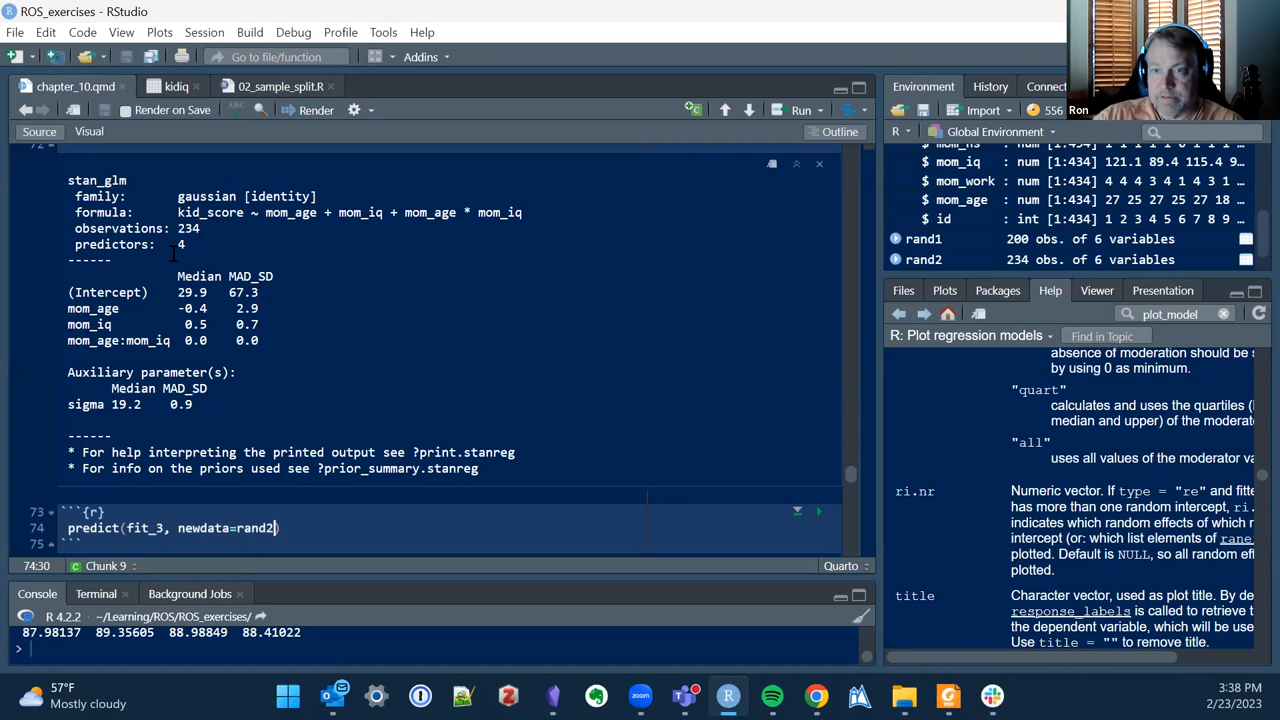 ROS_exercises - RStudio
File Edit Code View Plots Session Build Debug Profile Tools Help
Go to file/function
Addins
chapter_10.qmd
kidiq
02_sample_split.R
Render on Save
ABC
Render
Run
Source
Visual
Outline
72
stan_glm
family: gaussian [identity]
formula: kid_score ~ mom_age + mom_iq + mom_age * mom_iq
observations: 234
predictors: 4
------
Median MAD_SD
(Intercept) 29.9 67.3
mom_age -0.4 2.9
mom_iq 0.5 0.7
mom_age:mom_iq 0.0 0.0
Auxiliary parameter(s):
Median MAD_SD
sigma 19.2 0.9
------
* For help interpreting the printed output see ?print.stanreg
* For info on the priors used see ?prior_summary.stanreg
73 ```{r}
74 predict(fit_3, newdata=rand2)
75 ```
74:30 Chunk 9
Quarto
Console
Terminal
Background Jobs
R 4.2.2 · ~/Learning/ROS/ROS_exercises/
87.98137 89.35605 88.98849 88.41022
>
Environment
History
Connec
Import
556
Ron
R
Global Environment
$ mom_hs : num [1:434] 1 1 1 1 1 0 1 1 1…
$ mom_iq : num [1:434] 121.1 89.4 115.4 9…
$ mom_work : num [1:434] 4 4 4 3 4 1 4 3 1…
$ mom_age : num [1:434] 27 25 27 25 27 18 …
$ id : int [1:434] 1 2 3 4 5 6 7 8 9 …
rand1 200 obs. of 6 variables
rand2 234 obs. of 6 variables
Files
Plots
Packages
Help
Viewer
Presentation
plot_model
R: Plot regression models
Find in Topic
absence of moderation should be s
by using 0 as minimum.
"quart"
calculates and uses the quartiles (l
median and upper) of the moderat
"all"
uses all values of the moderator va
ri.nr
Numeric vector. If type = "re" and fitte
has more than one random intercept, ri.
indicates which random effects of which r
intercept (or: which list elements of rane
plotted. Default is NULL, so all random ef
plotted.
title
Character vector, used as plot title. By de
response_labels is called to retrieve t
the dependent variable, which will be use
Use title = "" to remove title.
57°F
Mostly cloudy
zoom
3:38 PM
2/23/2023